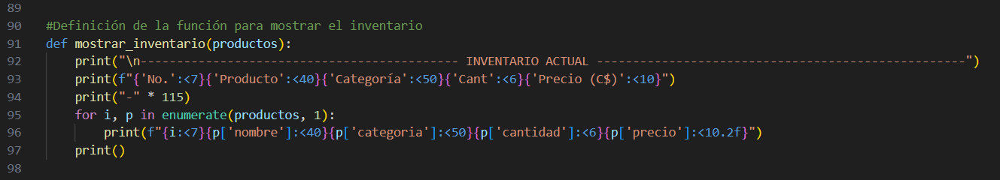 89
90 #Definición de la función para mostrar el inventario
91 def mostrar_inventario(productos):
92     print("\n-------------------------------------------- INVENTARIO ACTUAL ---------------------------------------------------")
93     print(f"{'No.':<7}{'Producto':<40}{'Categoría':<50}{'Cant':<6}{'Precio (C$)':<10}")
94     print("-" * 115)
95     for i, p in enumerate(productos, 1):
96         print(f"{i:<7}{p['nombre']:<40}{p['categoria']:<50}{p['cantidad']:<6}{p['precio']:<10.2f}")
97     print()
98